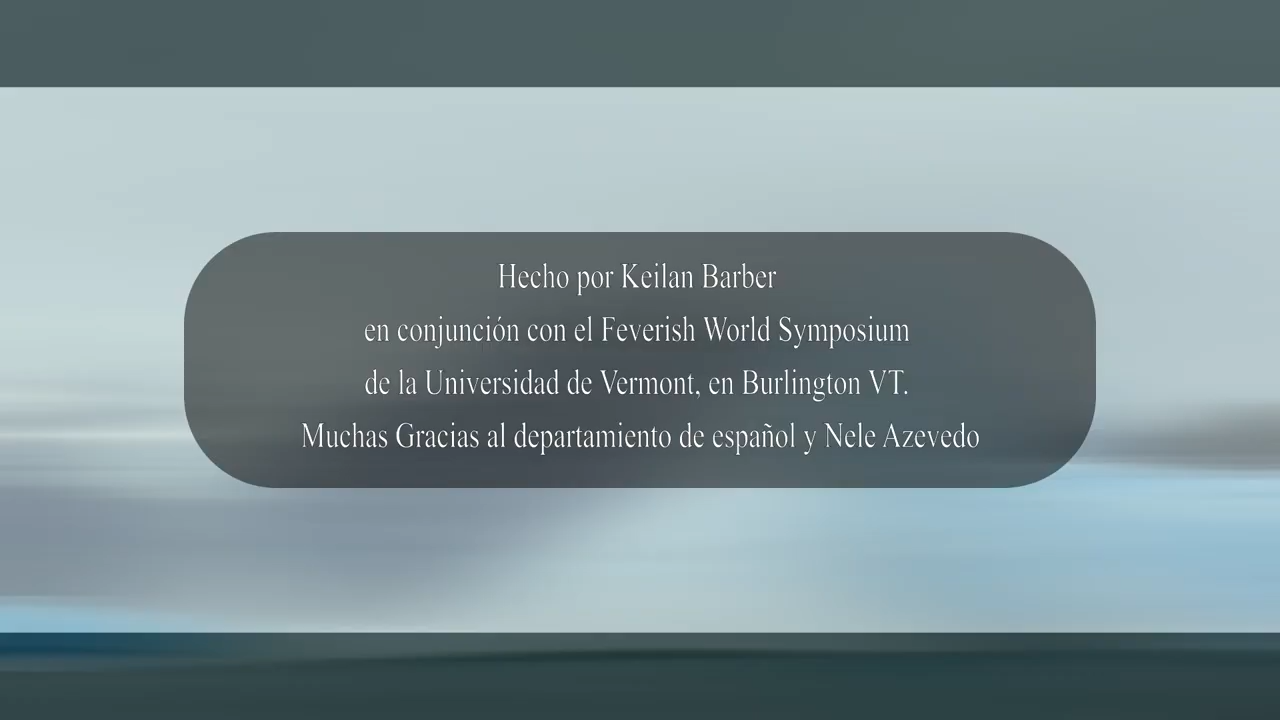 Hecho por Keilan Barber
en conjunción con el Feverish World Symposium
de la Universidad de Vermont, en Burlington VT.
Muchas Gracias al departamiento de español y Nele Azevedo